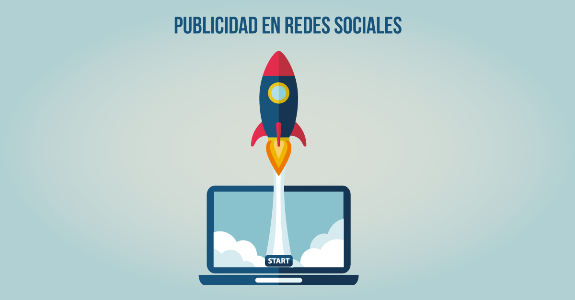 PUBLICIDAD EN REDES SOCIALES
START